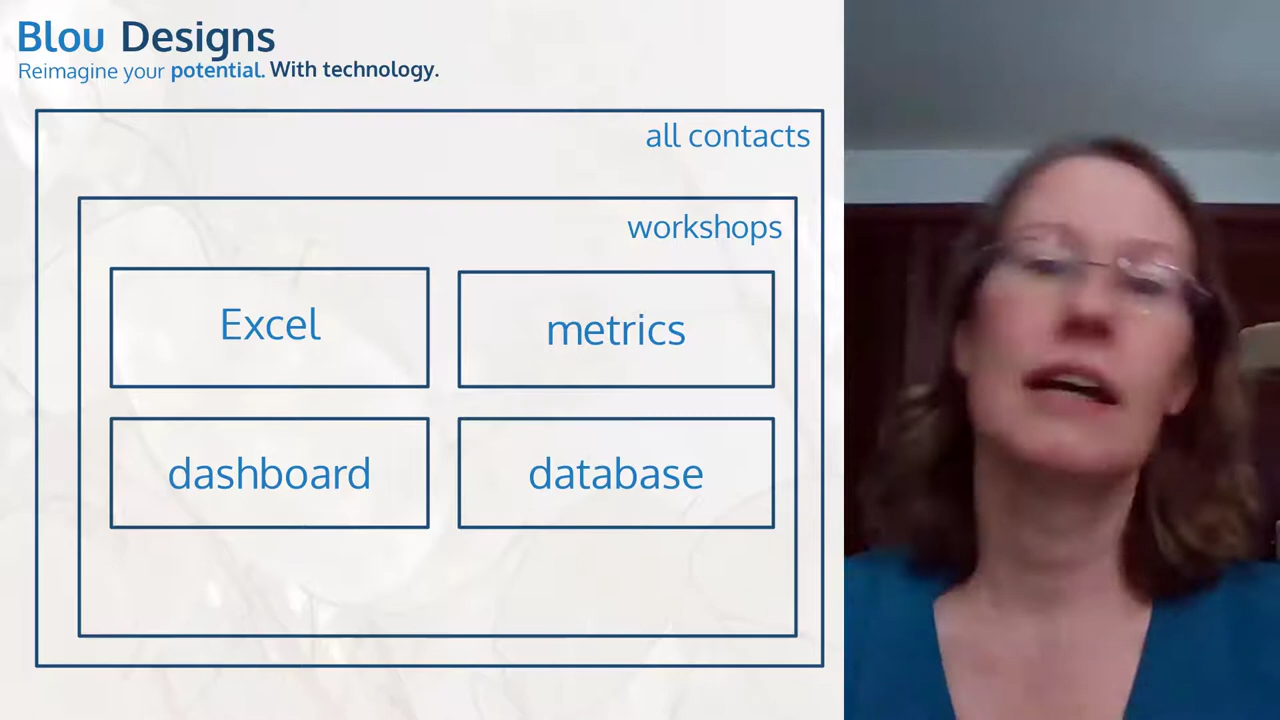 Blou Designs
Reimagine your potential. With technology.
all contacts
workshops
Excel
metrics
dashboard
database